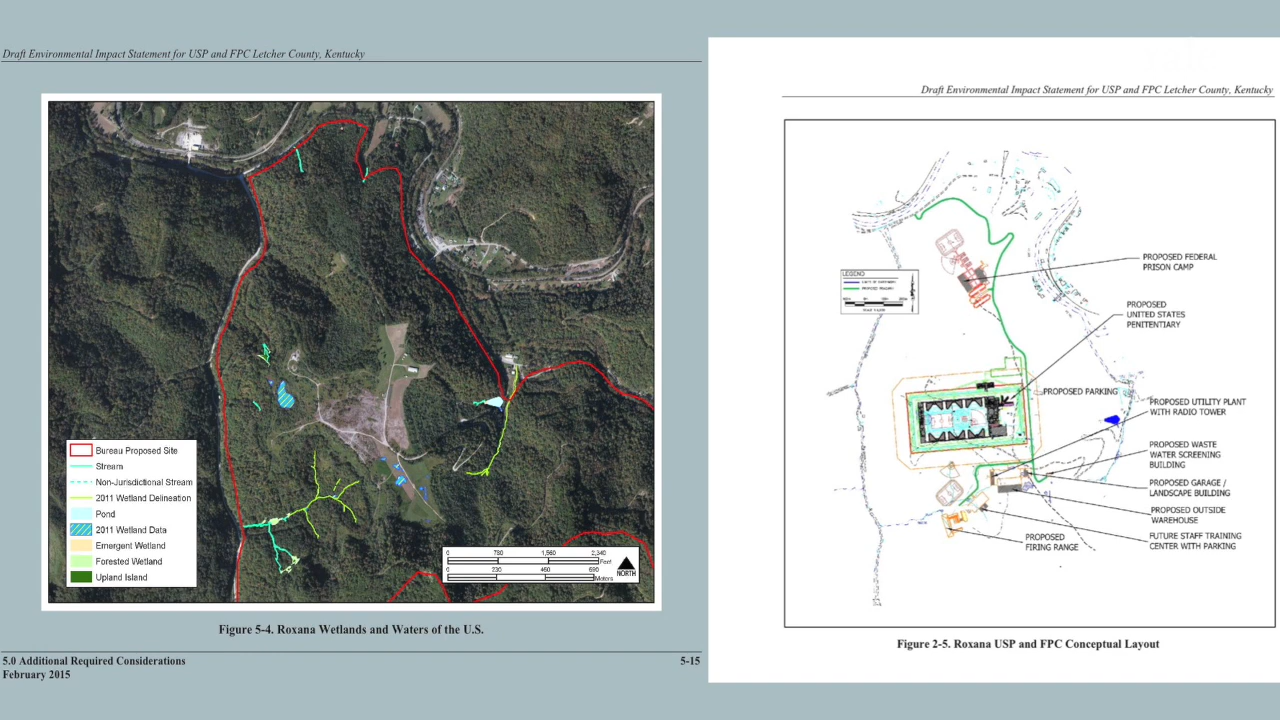 Draft Environmental Impact Statement for USP and FPC Letcher County, Kentucky
Bureau Proposed Site
Stream
Non-Jurisdictional Stream
2011 Wetland Delineation
Pond
2011 Wetland Data
Emergent Wetland
Forested Wetland
Upland Island
0 780 1,560 2,340
Feet
0 230 460 690
Meters
NORTH
Figure 5-4. Roxana Wetlands and Waters of the U.S.
5.0 Additional Required Considerations
5-15
February 2015
Draft Environmental Impact Statement for USP and FPC Letcher County, Kentucky
LEGEND
PROPOSED FEDERAL
PRISON CAMP
PROPOSED
UNITED STATES
PENITENTIARY
PROPOSED PARKING
PROPOSED UTILITY PLANT
WITH RADIO TOWER
PROPOSED WASTE
WATER SCREENING
BUILDING
PROPOSED GARAGE /
LANDSCAPE BUILDING
PROPOSED OUTSIDE
WAREHOUSE
FUTURE STAFF TRAINING
CENTER WITH PARKING
PROPOSED
FIRING RANGE
Figure 2-5. Roxana USP and FPC Conceptual Layout